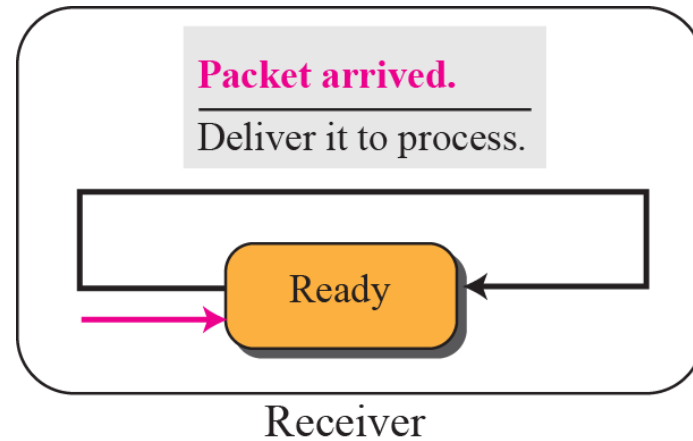 Packet arrived.
Deliver it to process.
Ready
Receiver